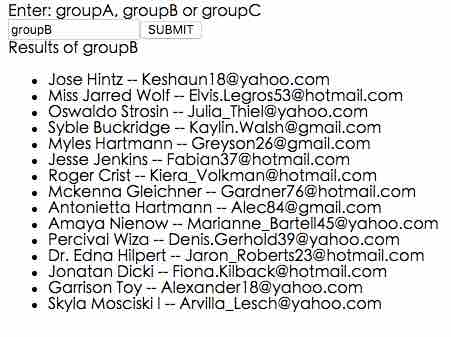 Enter: groupA, groupB or groupC
groupB SUBMIT
Results of groupB
• Jose Hintz -- Keshaun18@yahoo.com
• Miss Jarred Wolf -- Elvis.Legros53@hotmail.com
• Oswaldo Strosin -- Julia_Thiel@yahoo.com
• Syble Buckridge -- Kaylin.Walsh@gmail.com
• Myles Hartmann -- Greyson26@gmail.com
• Jesse Jenkins -- Fabian37@hotmail.com
• Roger Crist -- Kiera_Volkman@hotmail.com
• Mckenna Gleichner -- Gardner76@hotmail.com
• Antonietta Hartmann -- Alec84@gmail.com
• Amaya Nienow -- Marianne_Bartell45@yahoo.com
• Percival Wiza -- Denis.Gerhold39@yahoo.com
• Dr. Edna Hilpert -- Jaron_Roberts23@hotmail.com
• Jonatan Dicki -- Fiona.Kilback@hotmail.com
• Garrison Toy -- Alexander18@yahoo.com
• Skyla Mosciski I -- Arvilla_Lesch@yahoo.com